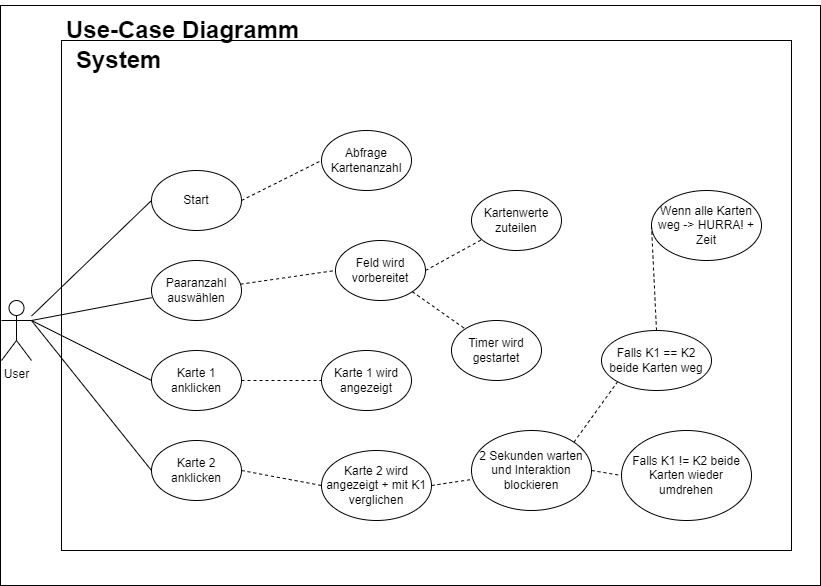 Use-Case Diagramm
System
Abfrage
Kartenanzahl
Start
Kartenwerte
zuteilen
Wenn alle Karten
weg -> HURRA! +
Zeit
Feld wird
vorbereitet
Paaranzahl
auswählen
Timer wird
gestartet
Falls K1 == K2
beide Karten weg
User
Karte 1
anklicken
Karte 1 wird
angezeigt
Karte 2
anklicken
Karte 2 wird
angezeigt + mit K1
verglichen
2 Sekunden warten
und Interaktion
blockieren
Falls K1 != K2 beide
Karten wieder
umdrehen